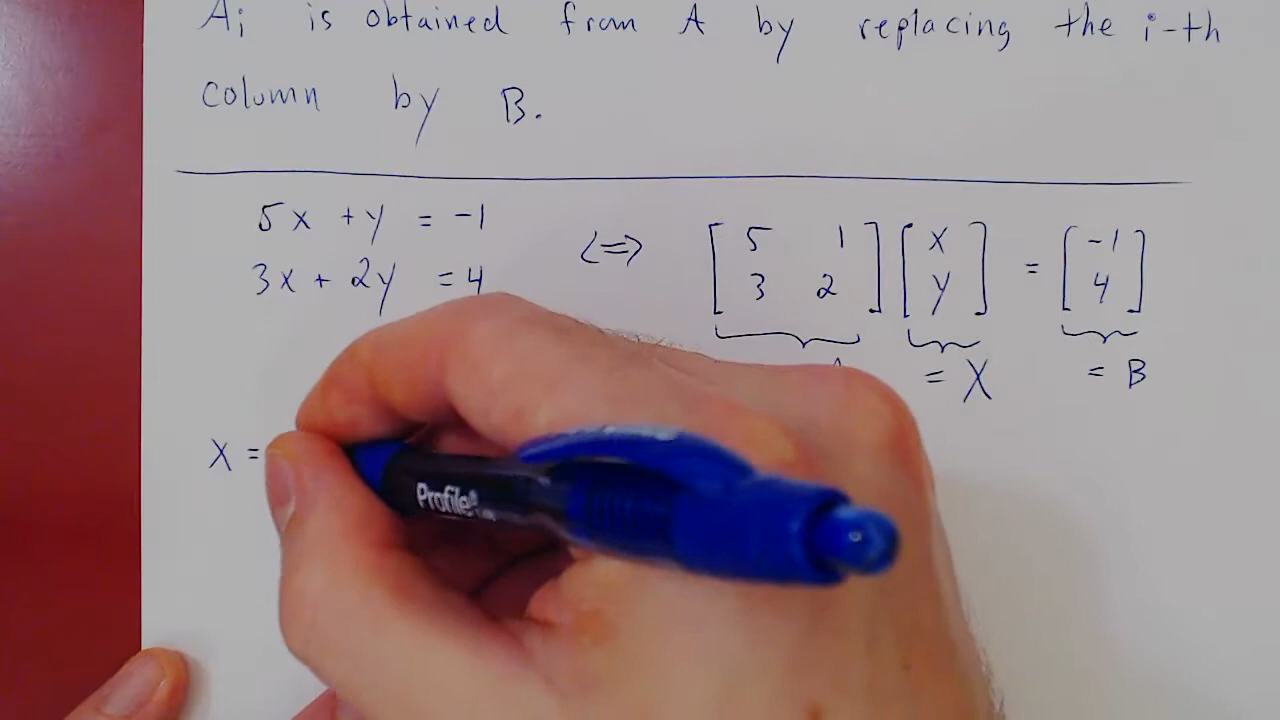 Ai is obtained from A by replacing the i-th
column by B.
5x + y = -1
3x + 2y = 4
<=>
[ 5 1 ] [ x ] = [ -1 ]
[ 3 2 ] [ y ] [ 4 ]
= X
= B
X =
Profile